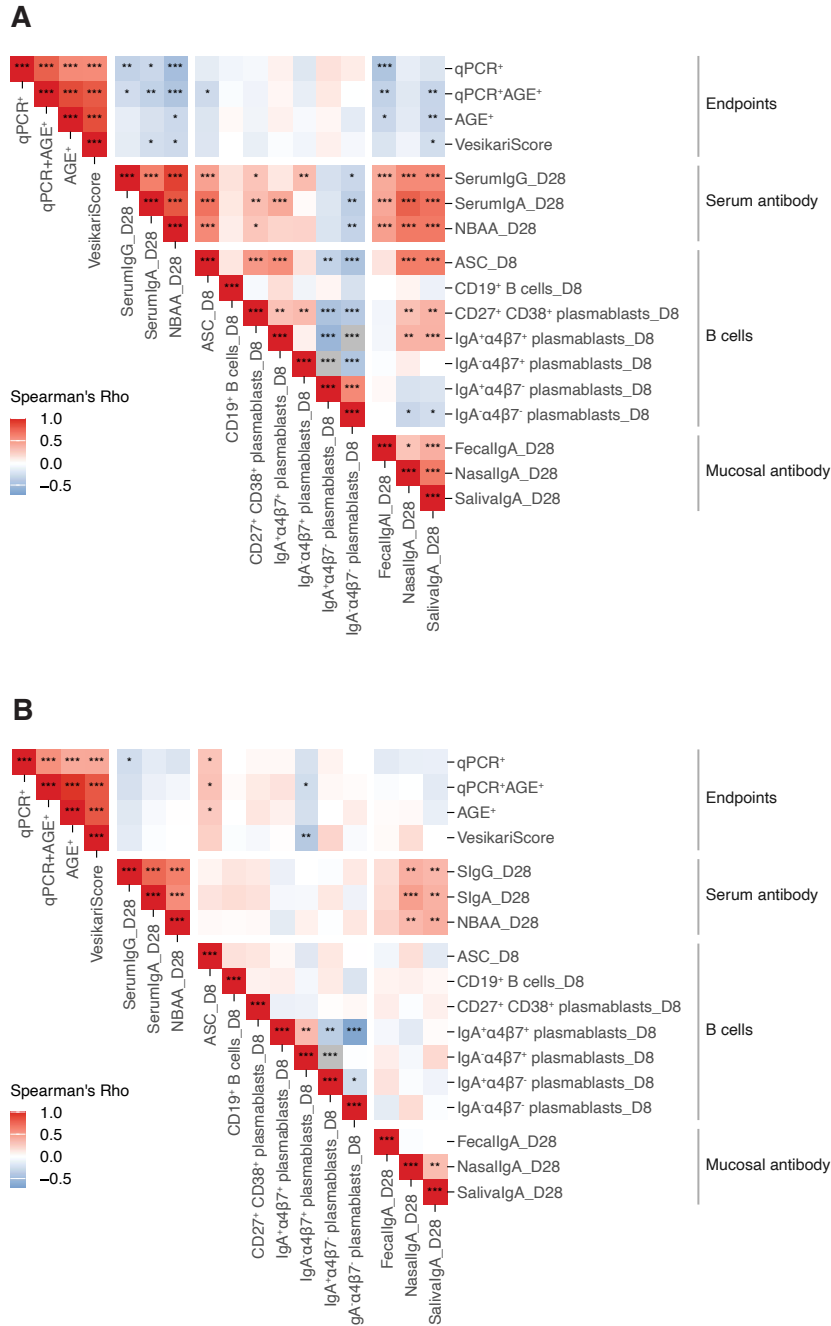 A
*** *** *** *** ** * *** *** qPCR⁺
*** *** *** * ** *** * ** ** qPCR⁺AGE⁺
*** *** * * ** AGE⁺
*** * * * VesikariScore
Endpoints
*** *** *** *** * ** * *** *** *** SerumIgG_D28
*** *** *** ** *** ** *** *** *** SerumIgA_D28
*** *** * ** *** *** *** NBAA_D28
Serum antibody
*** *** *** ** *** *** *** ASC_D8
*** CD19⁺ B cells_D8
*** ** ** *** *** ** ** CD27⁺ CD38⁺ plasmablasts_D8
*** *** *** ** *** IgA⁺α4β7⁺ plasmablasts_D8
*** *** *** IgA⁻α4β7⁺ plasmablasts_D8
*** *** IgA⁺α4β7⁻ plasmablasts_D8
*** * * IgA⁻α4β7⁻ plasmablasts_D8
B cells
*** * *** FecalIgA_D28
*** *** NasalIgA_D28
*** SalivaIgA_D28
Mucosal antibody
qPCR⁺
qPCR+AGE⁺
AGE⁺
VesikariScore
SerumIgG_D28
SerumIgA_D28
NBAA_D28
ASC_D8
CD19⁺ B cells_D8
CD27⁺ CD38⁺ plasmablasts_D8
IgA⁺α4β7⁺ plasmablasts_D8
IgA⁻α4β7⁺ plasmablasts_D8
IgA⁺α4β7⁻ plasmablasts_D8
IgA⁻α4β7⁻ plasmablasts_D8
FecalIgAI_D28
NasalIgA_D28
SalivaIgA_D28
Spearman's Rho
1.0
0.5
0.0
−0.5
B
*** *** *** *** * * qPCR⁺
*** *** *** * * qPCR⁺AGE⁺
*** *** * AGE⁺
*** ** VesikariScore
Endpoints
*** *** *** ** ** SIgG_D28
*** *** *** ** SIgA_D28
*** ** ** NBAA_D28
Serum antibody
*** ASC_D8
*** CD19⁺ B cells_D8
*** CD27⁺ CD38⁺ plasmablasts_D8
*** ** ** *** IgA⁺α4β7⁺ plasmablasts_D8
*** *** IgA⁻α4β7⁺ plasmablasts_D8
*** * IgA⁺α4β7⁻ plasmablasts_D8
*** IgA⁻α4β7⁻ plasmablasts_D8
B cells
*** FecalIgA_D28
*** ** NasalIgA_D28
*** SalivaIgA_D28
Mucosal antibody
qPCR⁺
qPCR+AGE⁺
AGE⁺
VesikariScore
SerumIgG_D28
SerumIgA_D28
NBAA_D28
ASC_D8
CD19⁺ B cells_D8
CD27⁺ CD38⁺ plasmablasts_D8
IgA⁺α4β7⁺ plasmablasts_D8
IgA⁻α4β7⁺ plasmablasts_D8
IgA⁺α4β7⁻ plasmablasts_D8
gA⁻α4β7⁻ plasmablasts_D8
FecalIgA_D28
NasalIgA_D28
SalivaIgA_D28
Spearman's Rho
1.0
0.5
0.0
−0.5